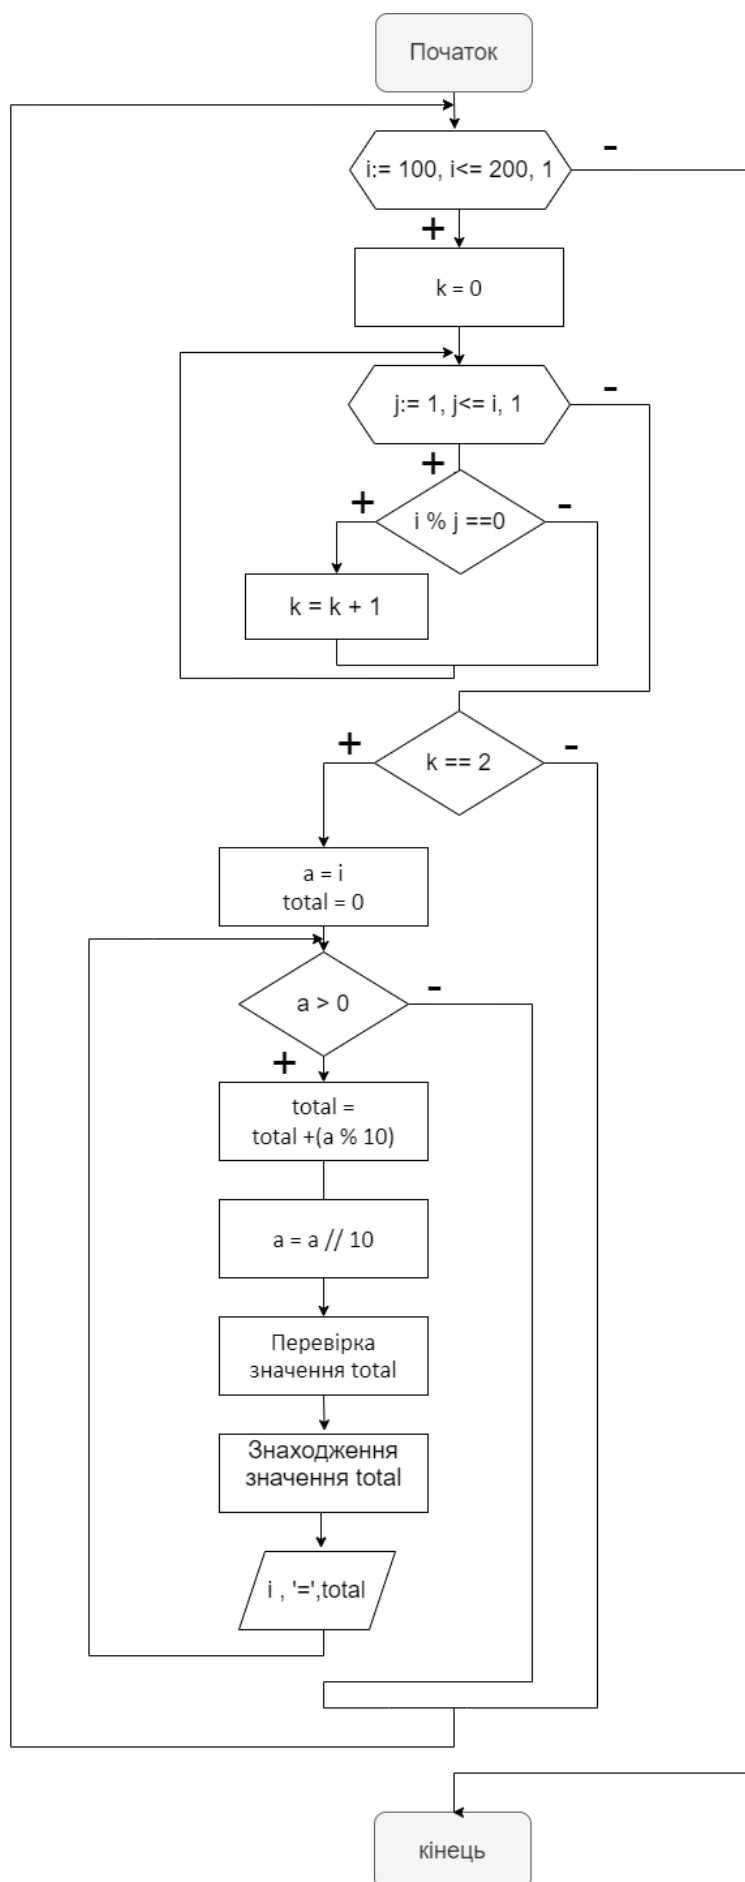 Початок
i:= 100, i<= 200, 1
-
+
k = 0
j:= 1, j<= i, 1
-
+
i % j ==0
+
-
k = k + 1
k == 2
+
-
a = i
total = 0
a > 0
-
+
total =
total +(a % 10)
a = a // 10
Перевірка
значення total
Знаходження
значення total
i , '=',total
кінець